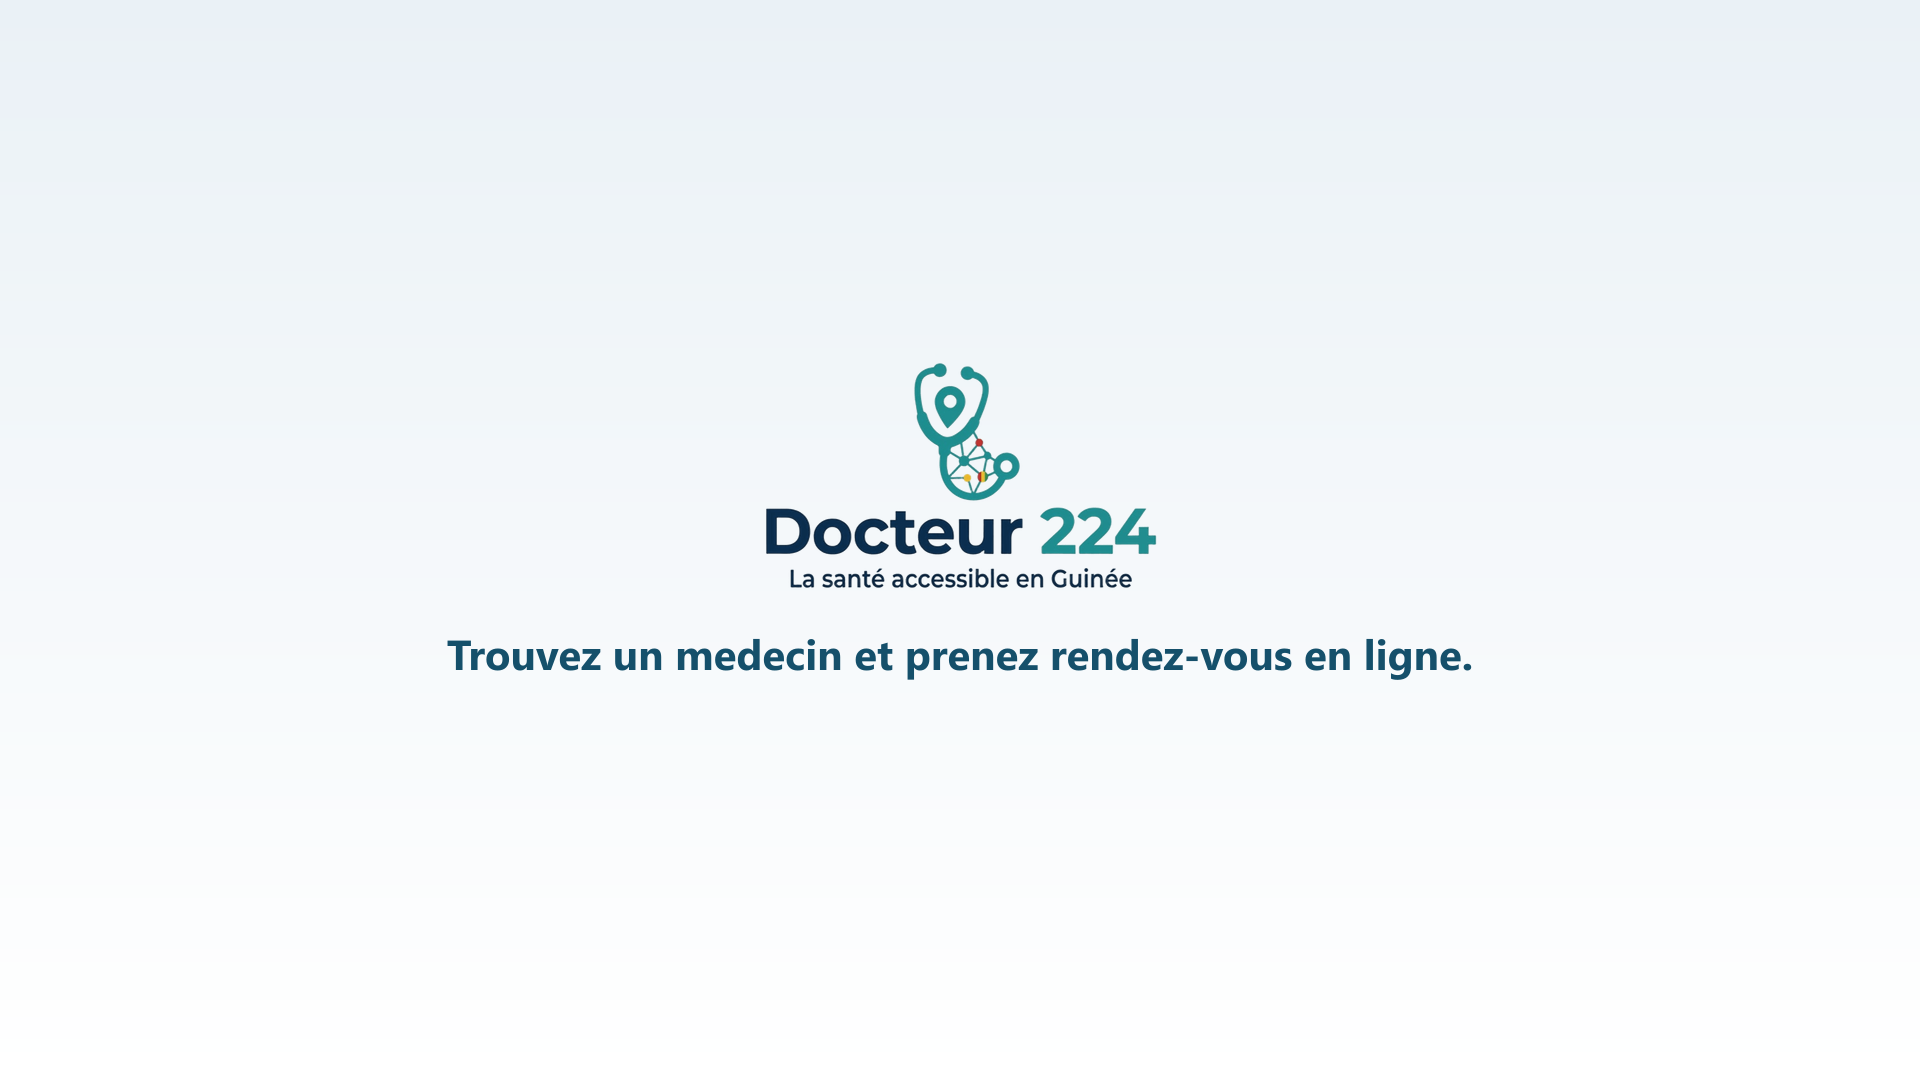 Docteur 224
La santé accessible en Guinée
Trouvez un medecin et prenez rendez-vous en ligne.